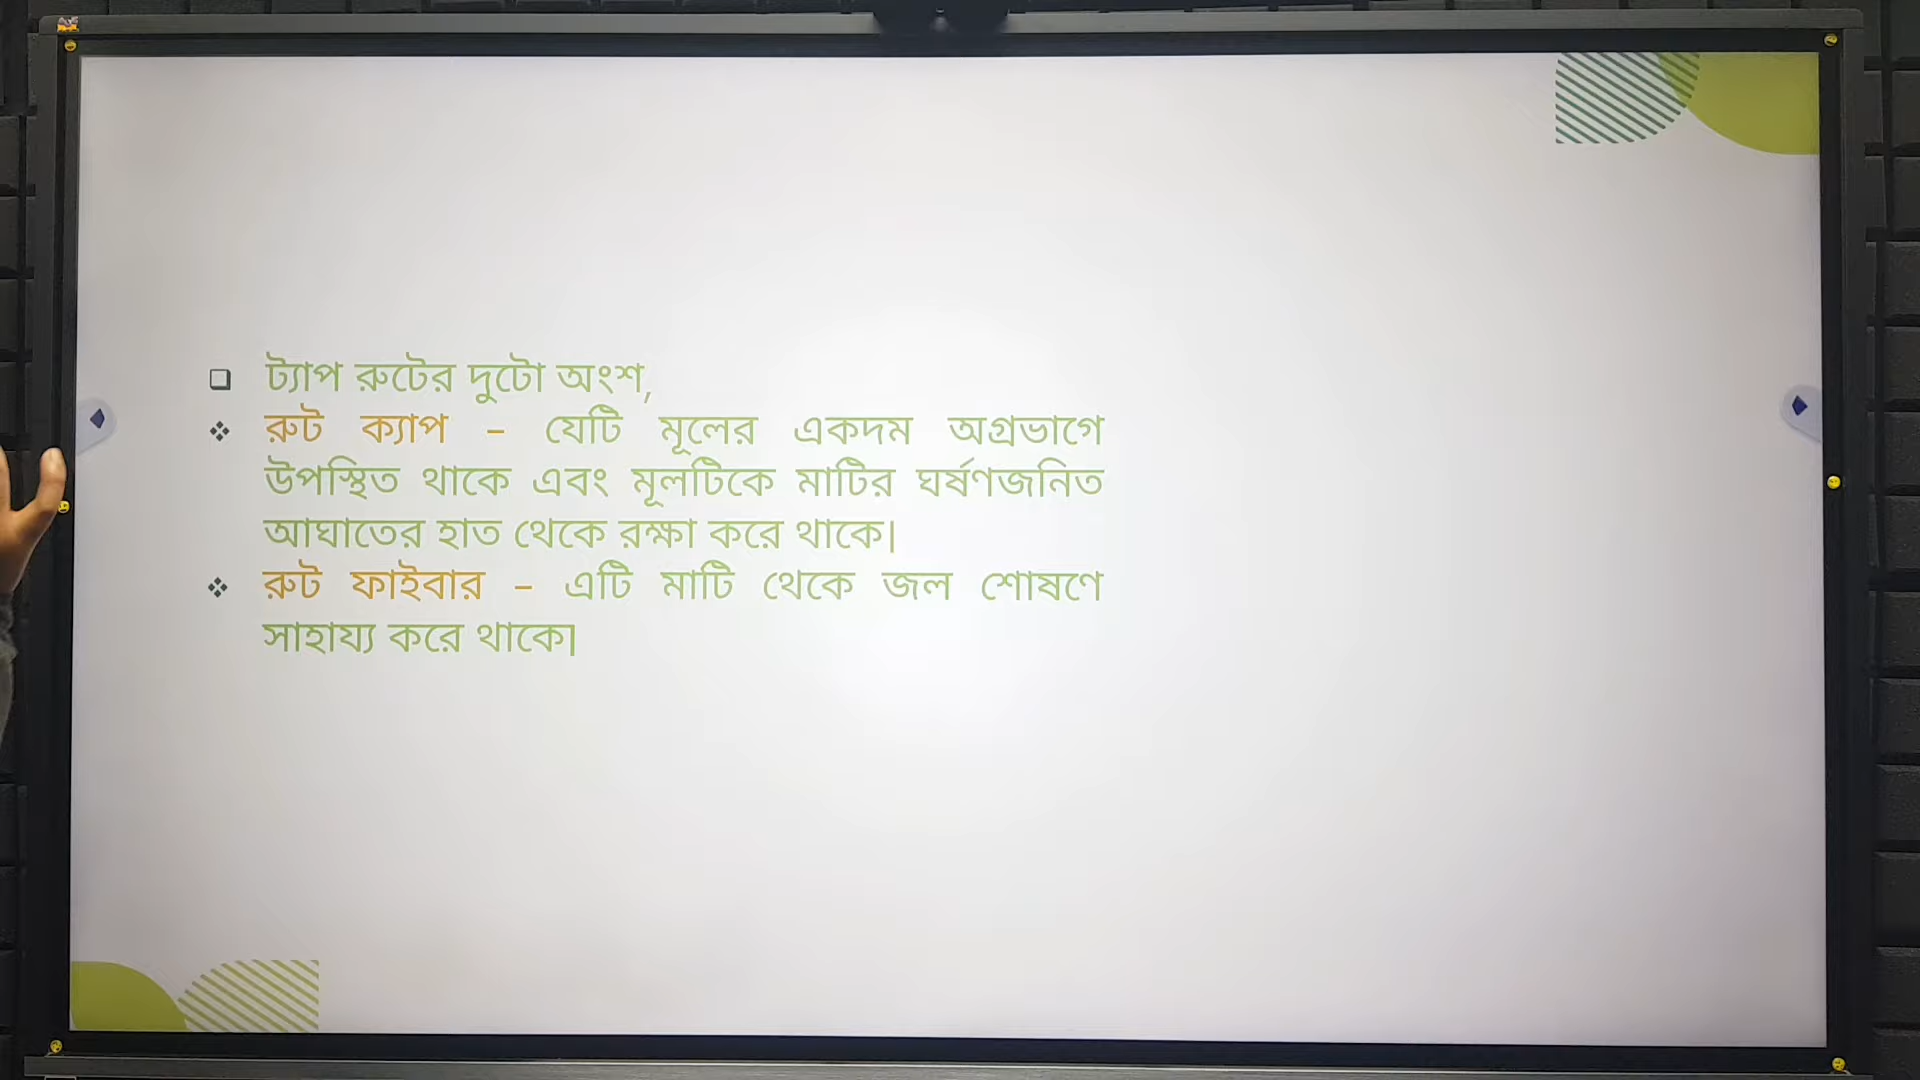 ট্যাপ রুটের দুটো অংশ,
রুট ক্যাপ – যেটি মূলের একদম অগ্রভাগে
উপস্থিত থাকে এবং মূলটিকে মাটির ঘর্ষণজনিত
আঘাতের হাত থেকে রক্ষা করে থাকে।
রুট ফাইবার – এটি মাটি থেকে জল শোষণে
সাহায্য করে থাকে।